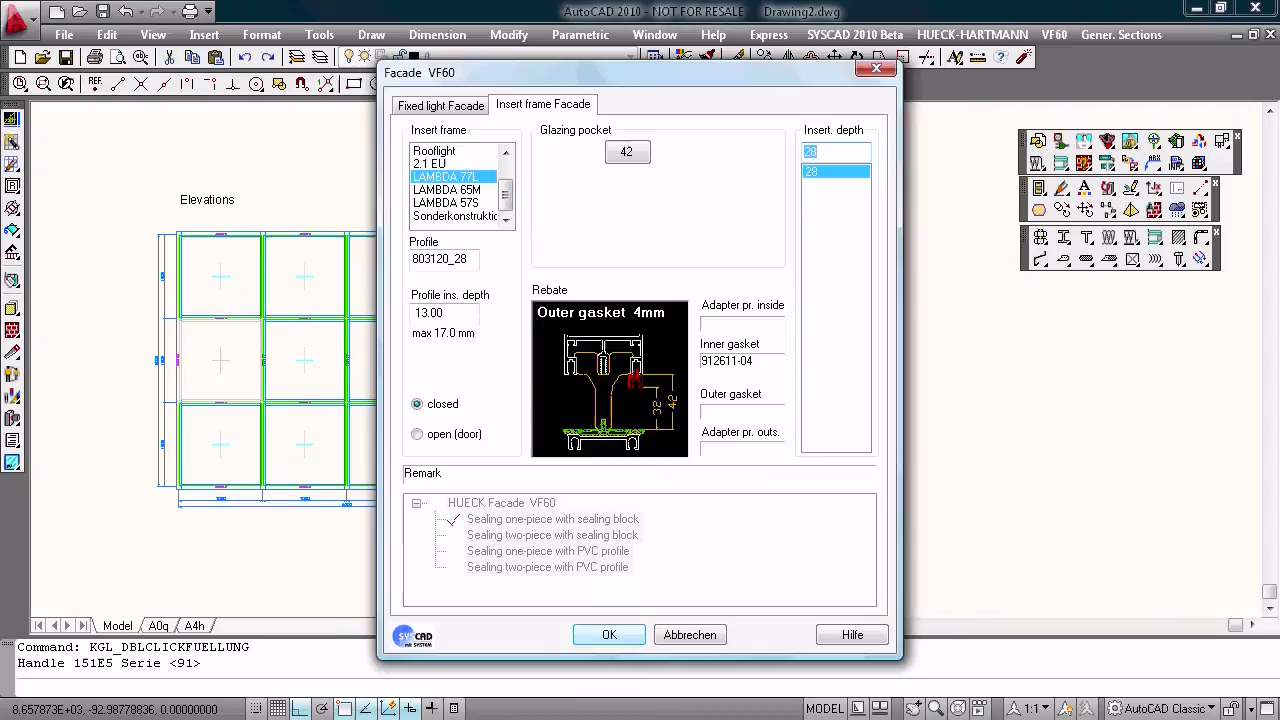 AutoCAD 2010 - NOT FOR RESALE Drawing2.dwg
File Edit View Insert Format Tools Draw Dimension Modify Parametric Window Help Express SYSCAD 2010 Beta HUECK-HARTMANN VF60 Gener. Sections
Facade VF60
REF
Fixed light Facade
Insert frame Facade
Insert frame
Glazing pocket
Insert. depth
Rooflight
2.1 EU
LAMBDA 77L
LAMBDA 65M
LAMBDA 57S
Sonderkonstruktio
42
28
28
Elevations
Profile
803120_28
Profile ins. depth
13.00
max 17.0 mm
closed
open (door)
Rebate
Outer gasket 4mm
32
42
Adapter pr. inside
Inner gasket
912611-04
Outer gasket
Adapter pr. outs.
Remark
HUECK Facade VF60
Sealing one-piece with sealing block
Sealing two-piece with sealing block
Sealing one-piece with PVC profile
Sealing two-piece with PVC profile
Model A0q A4h
SYSCAD
mit SYSTEM
OK
Abbrechen
Hilfe
Command: KGL_DBLCLICKFUELLUNG
Handle 151E5 Serie <91>
8.657873E+03, -92.98778836, 0.00000000
MODEL
1:1
AutoCAD Classic